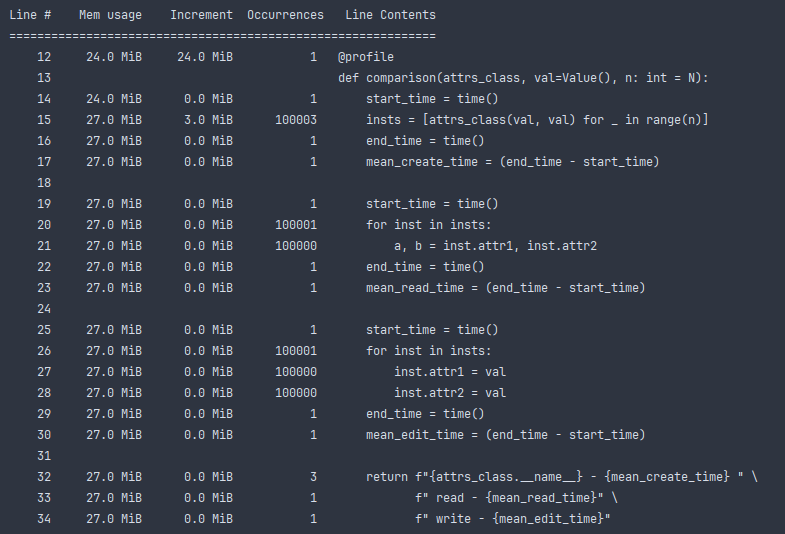 Line #    Mem usage    Increment  Occurrences   Line Contents
=============================================================
    12     24.0 MiB     24.0 MiB           1   @profile
    13                                         def comparison(attrs_class, val=Value(), n: int = N):
    14     24.0 MiB      0.0 MiB           1       start_time = time()
    15     27.0 MiB      3.0 MiB      100003       insts = [attrs_class(val, val) for _ in range(n)]
    16     27.0 MiB      0.0 MiB           1       end_time = time()
    17     27.0 MiB      0.0 MiB           1       mean_create_time = (end_time - start_time)
    18
    19     27.0 MiB      0.0 MiB           1       start_time = time()
    20     27.0 MiB      0.0 MiB      100001       for inst in insts:
    21     27.0 MiB      0.0 MiB      100000           a, b = inst.attr1, inst.attr2
    22     27.0 MiB      0.0 MiB           1       end_time = time()
    23     27.0 MiB      0.0 MiB           1       mean_read_time = (end_time - start_time)
    24
    25     27.0 MiB      0.0 MiB           1       start_time = time()
    26     27.0 MiB      0.0 MiB      100001       for inst in insts:
    27     27.0 MiB      0.0 MiB      100000           inst.attr1 = val
    28     27.0 MiB      0.0 MiB      100000           inst.attr2 = val
    29     27.0 MiB      0.0 MiB           1       end_time = time()
    30     27.0 MiB      0.0 MiB           1       mean_edit_time = (end_time - start_time)
    31
    32     27.0 MiB      0.0 MiB           3       return f"{attrs_class.__name__} - {mean_create_time} " \
    33     27.0 MiB      0.0 MiB           1              f" read - {mean_read_time}" \
    34     27.0 MiB      0.0 MiB           1              f" write - {mean_edit_time}"